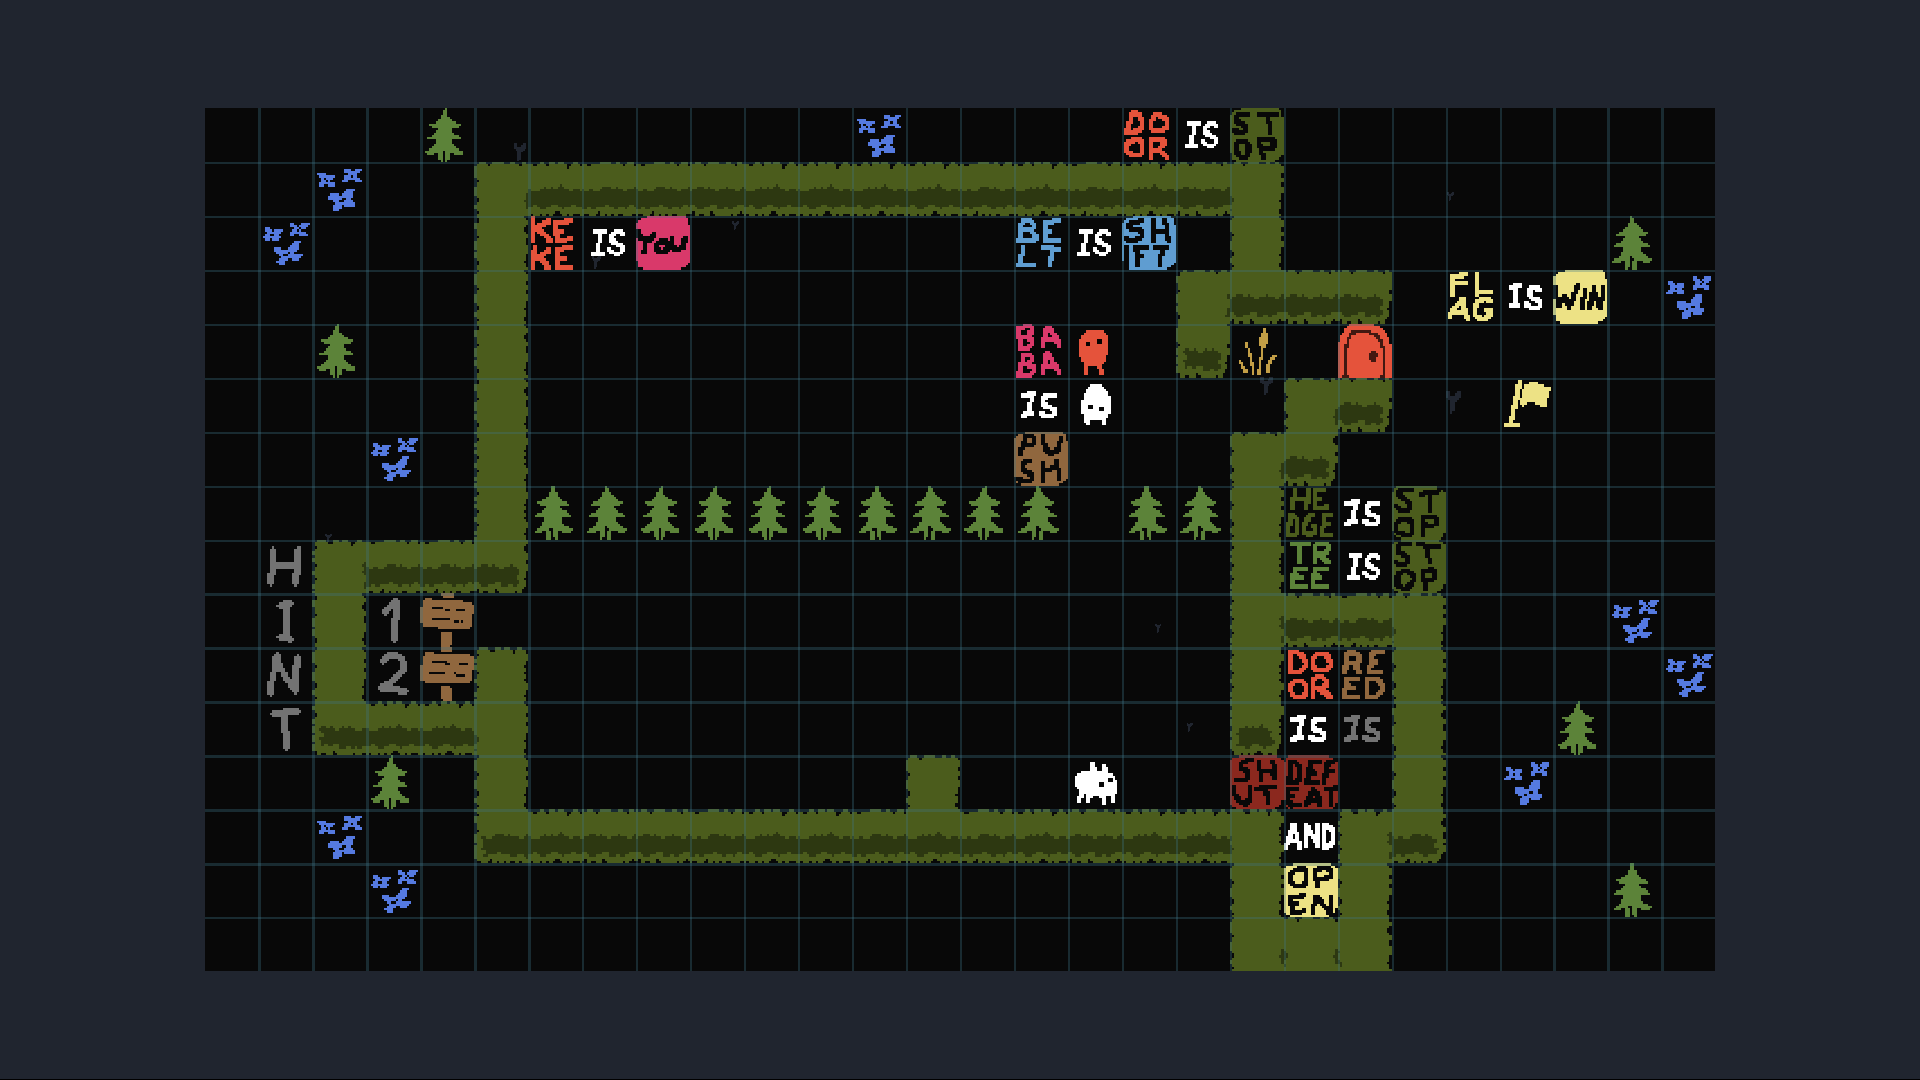 DOOR IS STOP
KEKE IS YOU
BELT IS SHIFT
FLAG IS WIN
BABA
IS
PUSH
HEDGE IS STOP
TREE IS STOP
HINT
1
2
DOOR REED
IS IS
SHUT DEFEAT
AND
OPEN